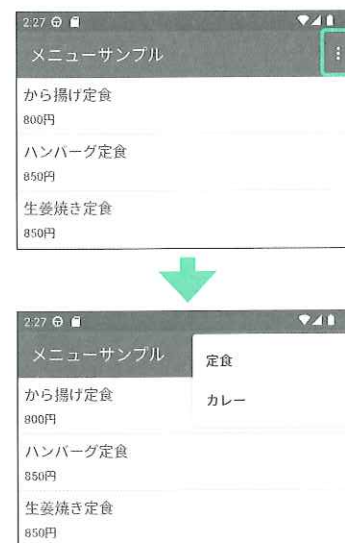 2:27
メニューサンプル
から揚げ定食
800円
ハンバーグ定食
850円
生姜焼き定食
850円
2:27
メニューサンプル
定食
カレー
から揚げ定食
800円
ハンバーグ定食
850円
生姜焼き定食
850円